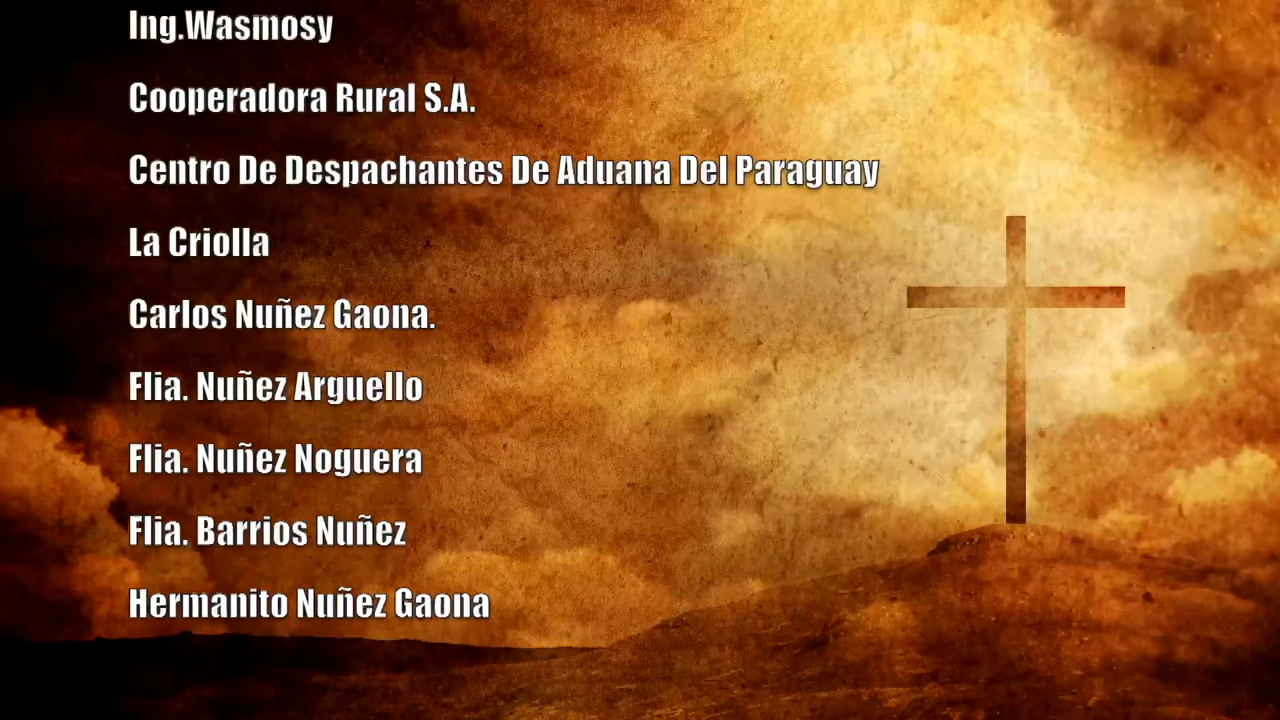 Ing.Wasmosy
Cooperadora Rural S.A.
Centro De Despachantes De Aduana Del Paraguay
La Criolla
Carlos Nuñez Gaona.
Flia. Nuñez Arguello
Flia. Nuñez Noguera
Flia. Barrios Nuñez
Hermanito Nuñez Gaona